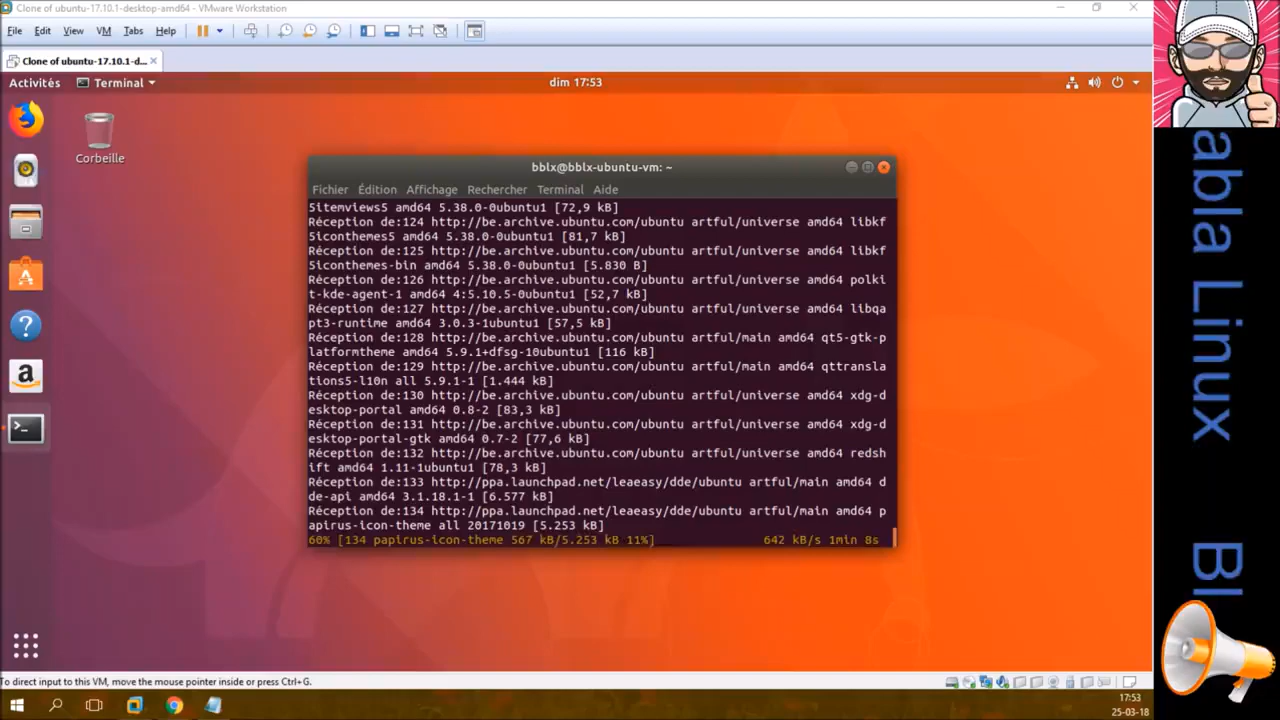 Clone of ubuntu-17.10.1-desktop-amd64 - VMware Workstation
File Edit View VM Tabs Help
Clone of ubuntu-17.10.1-d...
Activités Terminal dim 17:53
Corbeille
bblx@bblx-ubuntu-vm: ~
Fichier Édition Affichage Rechercher Terminal Aide
5itemviews5 amd64 5.38.0-0ubuntu1 [72,9 kB]
Réception de:124 http://be.archive.ubuntu.com/ubuntu artful/universe amd64 libkf
5iconthemes5 amd64 5.38.0-0ubuntu1 [81,7 kB]
Réception de:125 http://be.archive.ubuntu.com/ubuntu artful/universe amd64 libkf
5iconthemes-bin amd64 5.38.0-0ubuntu1 [5.830 B]
Réception de:126 http://be.archive.ubuntu.com/ubuntu artful/universe amd64 polki
t-kde-agent-1 amd64 4:5.10.5-0ubuntu1 [52,7 kB]
Réception de:127 http://be.archive.ubuntu.com/ubuntu artful/universe amd64 libqa
pt3-runtime amd64 3.0.3-1ubuntu1 [57,5 kB]
Réception de:128 http://be.archive.ubuntu.com/ubuntu artful/main amd64 qt5-gtk-p
latformtheme amd64 5.9.1+dfsg-10ubuntu1 [116 kB]
Réception de:129 http://be.archive.ubuntu.com/ubuntu artful/main amd64 qttransla
tions5-l10n all 5.9.1-1 [1.444 kB]
Réception de:130 http://be.archive.ubuntu.com/ubuntu artful/universe amd64 xdg-d
esktop-portal amd64 0.8-2 [83,3 kB]
Réception de:131 http://be.archive.ubuntu.com/ubuntu artful/universe amd64 xdg-d
esktop-portal-gtk amd64 0.7-2 [77,6 kB]
Réception de:132 http://be.archive.ubuntu.com/ubuntu artful/universe amd64 redsh
ift amd64 1.11-1ubuntu1 [78,3 kB]
Réception de:133 http://ppa.launchpad.net/leaeasy/dde/ubuntu artful/main amd64 d
de-api amd64 3.1.18.1-1 [6.577 kB]
Réception de:134 http://ppa.launchpad.net/leaeasy/dde/ubuntu artful/main amd64 p
apirus-icon-theme all 20171019 [5.253 kB]
60% [134 papirus-icon-theme 567 kB/5.253 kB 11%] 642 kB/s 1min 8s
To direct input to this VM, move the mouse pointer inside or press Ctrl+G.
17:53
25-03-18
abla Linux
Bl